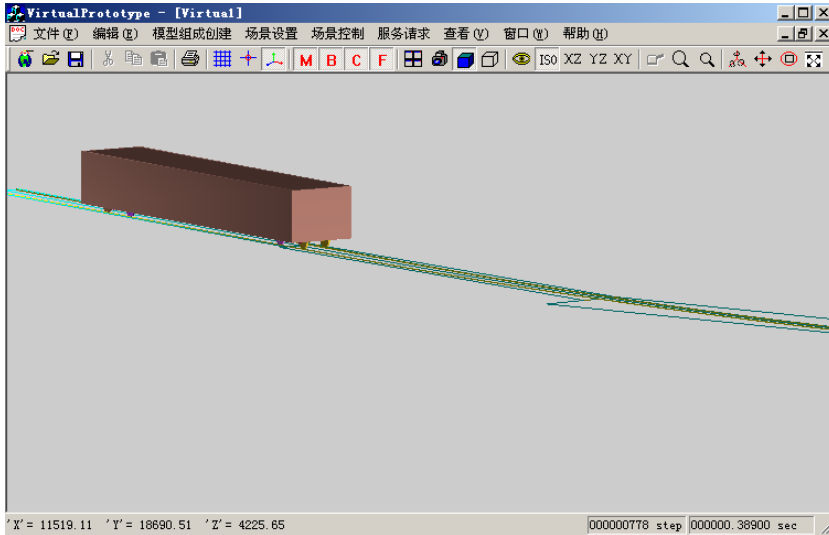 VirtualPrototype - [Virtual]
文件(F) 编辑(E) 模型组成创建 场景设置 场景控制 服务请求 查看(V) 窗口(W) 帮助(H)
M B C F ISO XZ YZ XY
'X'= 11519.11 'Y'= 18690.51 'Z'= 4225.65 000000778 step 000000.38900 sec